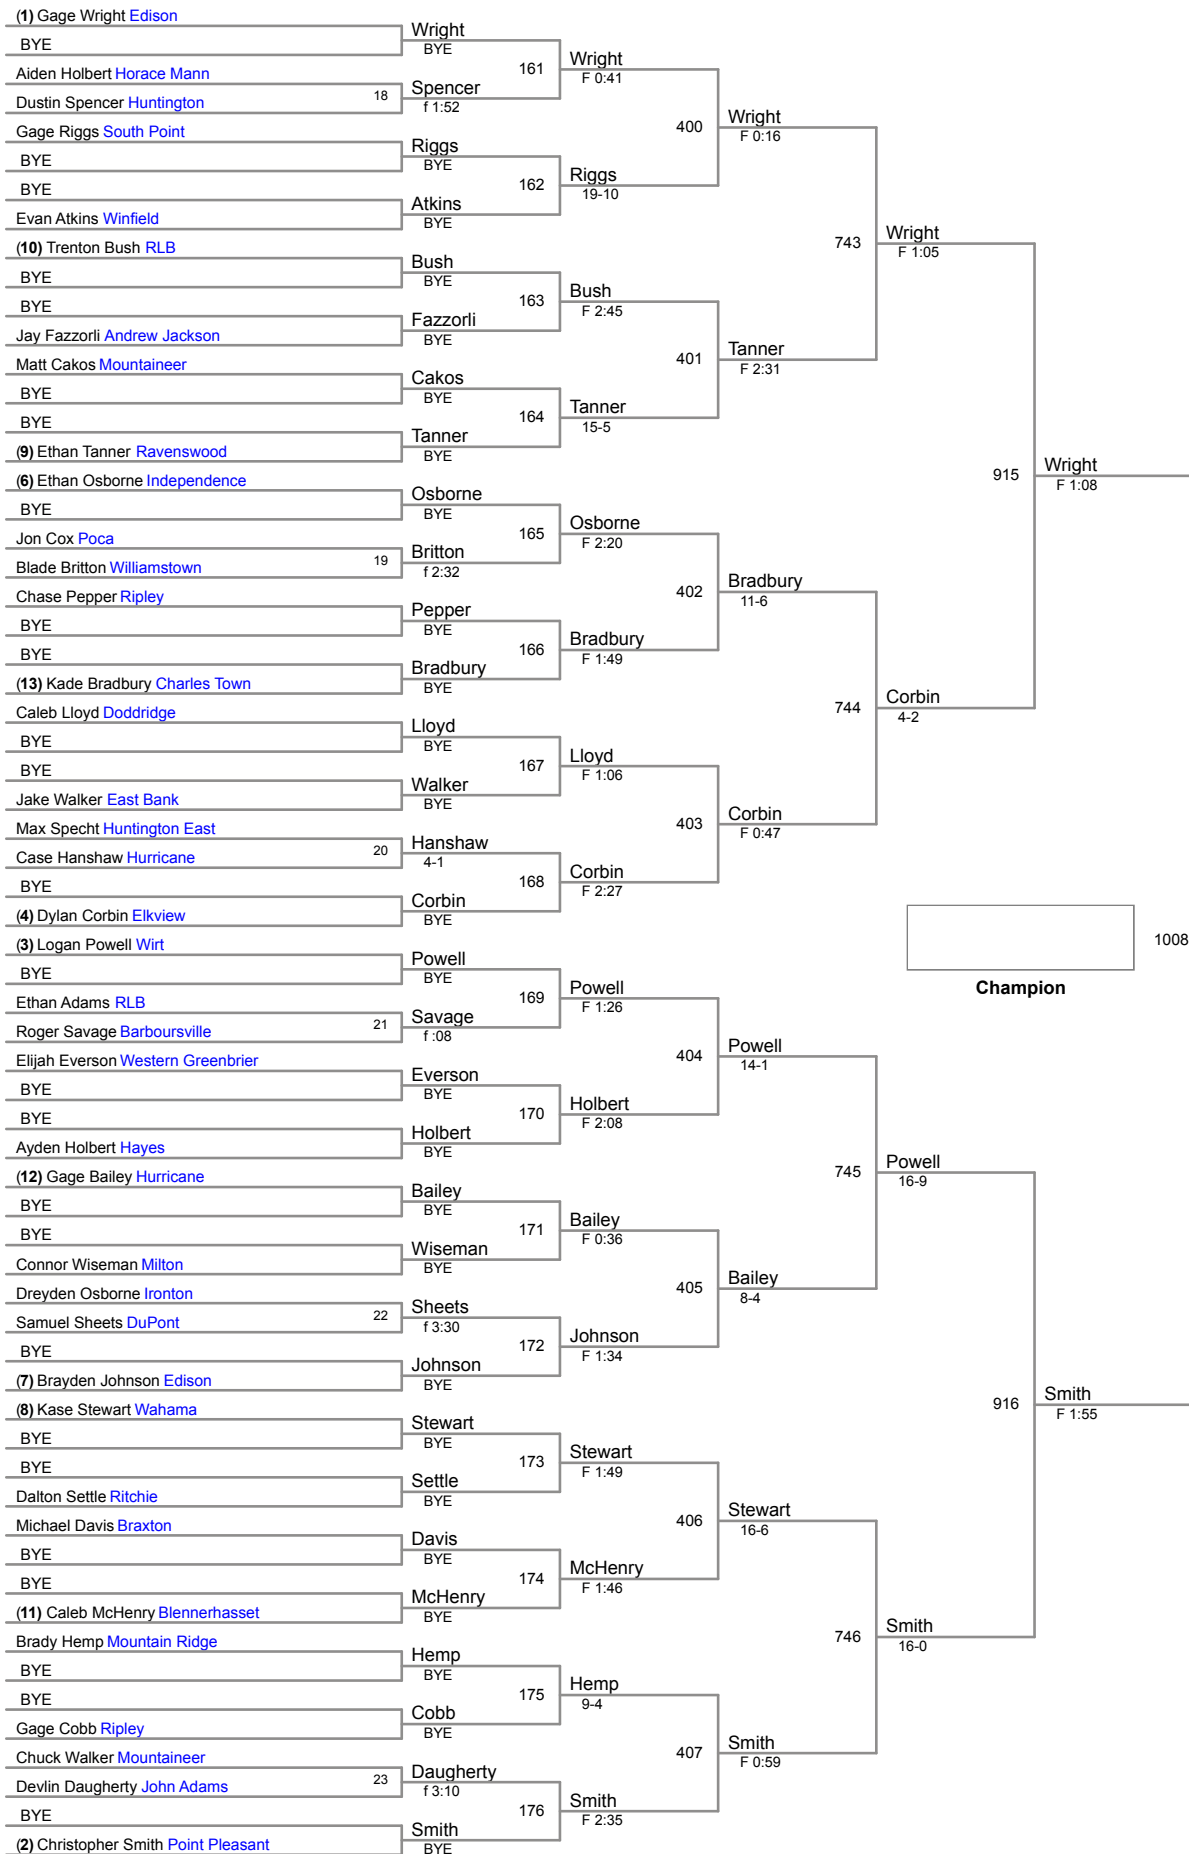 (1) Gage Wright Edison
BYE
Aiden Holbert Horace Mann
Dustin Spencer Huntington
Gage Riggs South Point
BYE
BYE
Evan Atkins Winfield
(10) Trenton Bush RLB
BYE
BYE
Jay Fazzorli Andrew Jackson
Matt Cakos Mountaineer
BYE
BYE
(9) Ethan Tanner Ravenswood
(6) Ethan Osborne Independence
BYE
Jon Cox Poca
Blade Britton Williamstown
Chase Pepper Ripley
BYE
BYE
(13) Kade Bradbury Charles Town
Caleb Lloyd Doddridge
BYE
BYE
Jake Walker East Bank
Max Specht Huntington East
Case Hanshaw Hurricane
BYE
(4) Dylan Corbin Elkview
(3) Logan Powell Wirt
BYE
Ethan Adams RLB
Roger Savage Barboursville
Elijah Everson Western Greenbrier
BYE
BYE
Ayden Holbert Hayes
(12) Gage Bailey Hurricane
BYE
BYE
Connor Wiseman Milton
Dreyden Osborne Ironton
Samuel Sheets DuPont
BYE
(7) Brayden Johnson Edison
(8) Kase Stewart Wahama
BYE
BYE
Dalton Settle Ritchie
Michael Davis Braxton
BYE
BYE
(11) Caleb McHenry Blennerhasset
Brady Hemp Mountain Ridge
BYE
BYE
Gage Cobb Ripley
Chuck Walker Mountaineer
Devlin Daugherty John Adams
BYE
(2) Christopher Smith Point Pleasant
18
19
20
21
22
23
Wright
BYE
Spencer
f 1:52
Riggs
BYE
Atkins
BYE
Bush
BYE
Fazzorli
BYE
Cakos
BYE
Tanner
BYE
Osborne
BYE
Britton
f 2:32
Pepper
BYE
Bradbury
BYE
Lloyd
BYE
Walker
BYE
Hanshaw
4-1
Corbin
BYE
Powell
BYE
Savage
f :08
Everson
BYE
Holbert
BYE
Bailey
BYE
Wiseman
BYE
Sheets
f 3:30
Johnson
BYE
Stewart
BYE
Settle
BYE
Davis
BYE
McHenry
BYE
Hemp
BYE
Cobb
BYE
Daugherty
f 3:10
Smith
BYE
161
162
163
164
165
166
167
168
169
170
171
172
173
174
175
176
Wright
F 0:41
Riggs
19-10
Bush
F 2:45
Tanner
15-5
Osborne
F 2:20
Bradbury
F 1:49
Lloyd
F 1:06
Corbin
F 2:27
Powell
F 1:26
Holbert
F 2:08
Bailey
F 0:36
Johnson
F 1:34
Stewart
F 1:49
McHenry
F 1:46
Hemp
9-4
Smith
F 2:35
400
401
402
403
404
405
406
407
Wright
F 0:16
Tanner
F 2:31
Bradbury
11-6
Corbin
F 0:47
Powell
14-1
Bailey
8-4
Stewart
16-6
Smith
F 0:59
743
744
745
746
Wright
F 1:05
Corbin
4-2
Powell
16-9
Smith
16-0
915
916
Wright
F 1:08
Smith
F 1:55
1008
Champion